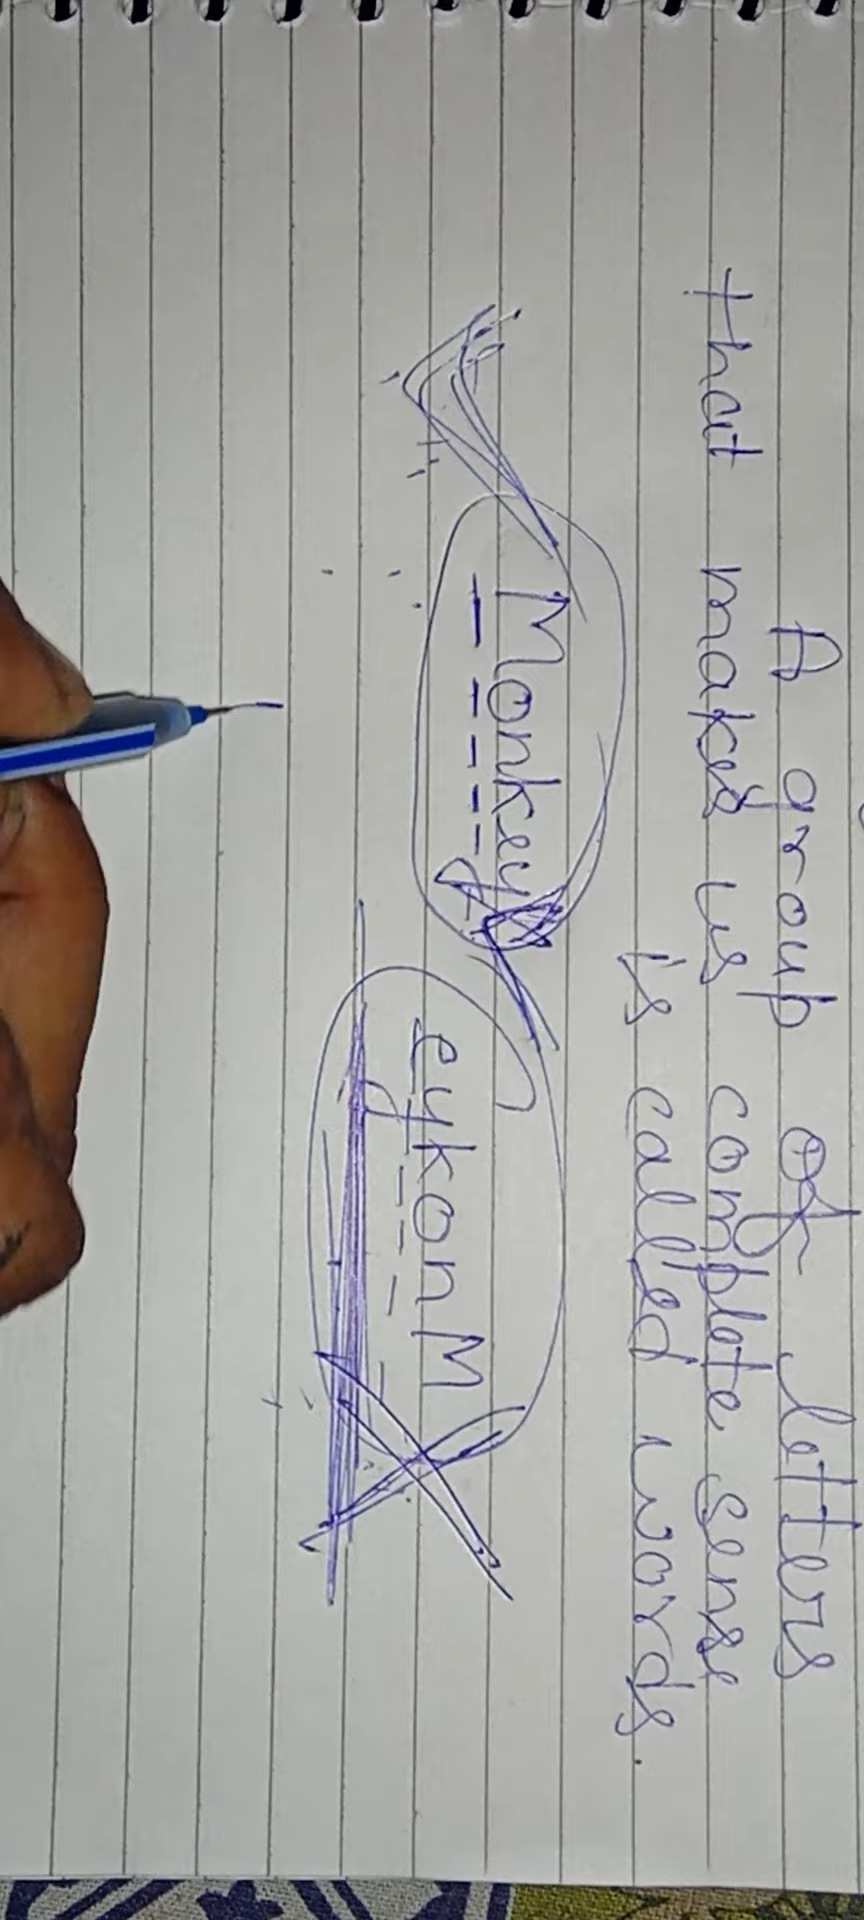 A group of letters
that makes us complete sense
is called words.
Monkey
eykonM